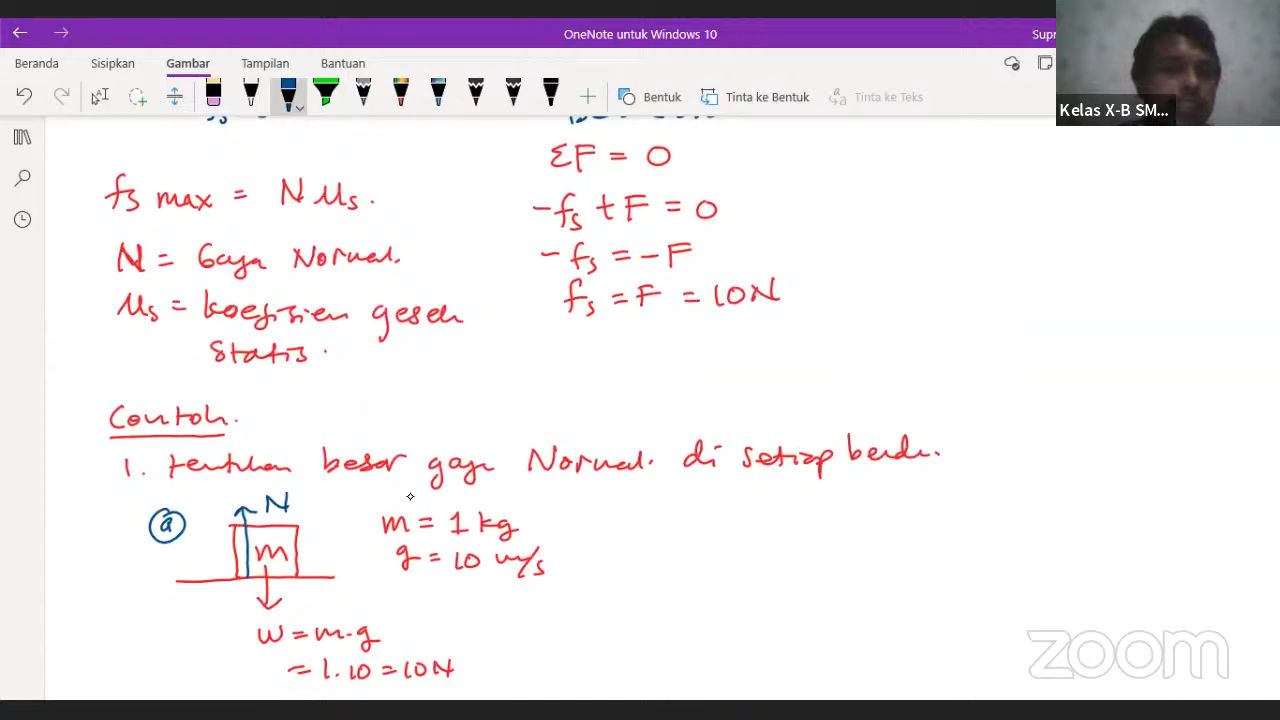 OneNote untuk Windows 10
Supr
Beranda Sisipkan Gambar Tampilan Bantuan
Bentuk Tinta ke Bentuk Tinta ke Teks
Kelas X-B SM...
ΣF = 0
fs max = N μs.
-fs + F = 0
N = Gaya Normal.
-fs = -F
μs = koefisien gesek
fs = F = 10N
Statis.
Contoh.
1. tentukan besar gaya Normal. di setiap benda.
a N
m = 1 kg
m
g = 10 m/s
w = m.g
= 1.10 = 10N
zoom